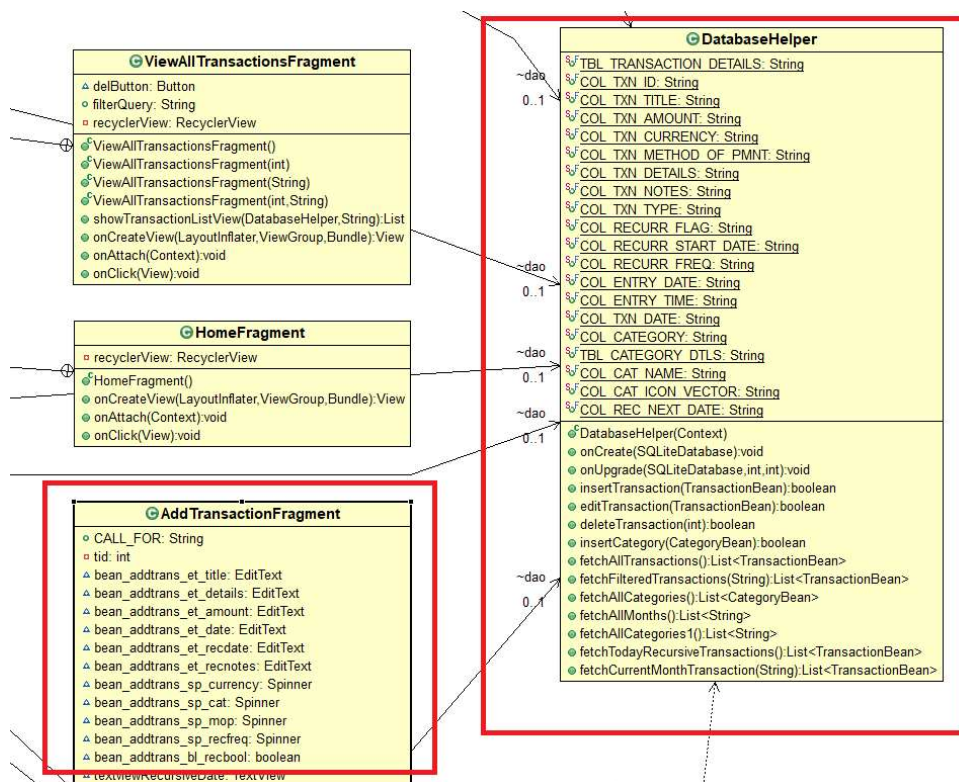 ViewAllTransactionsFragment
delButton: Button
filterQuery: String
recyclerView: RecyclerView
ViewAllTransactionsFragment()
ViewAllTransactionsFragment(int)
ViewAllTransactionsFragment(String)
ViewAllTransactionsFragment(int,String)
showTransactionListView(DatabaseHelper,String):List
onCreateView(LayoutInflater,ViewGroup,Bundle):View
onAttach(Context):void
onClick(View):void
HomeFragment
recyclerView: RecyclerView
HomeFragment()
onCreateView(LayoutInflater,ViewGroup,Bundle):View
onAttach(Context):void
onClick(View):void
AddTransactionFragment
CALL_FOR: String
tid: int
bean_addtrans_et_title: EditText
bean_addtrans_et_details: EditText
bean_addtrans_et_amount: EditText
bean_addtrans_et_date: EditText
bean_addtrans_et_recdate: EditText
bean_addtrans_et_recnotes: EditText
bean_addtrans_sp_currency: Spinner
bean_addtrans_sp_cat: Spinner
bean_addtrans_sp_mop: Spinner
bean_addtrans_sp_recfreq: Spinner
bean_addtrans_bl_recbool: boolean
textviewRecursiveDate: TextView
~dao
0..1
~dao
0..1
~dao
0..1
~dao
0..1
~dao
0..1
DatabaseHelper
TBL_TRANSACTION_DETAILS: String
COL_TXN_ID: String
COL_TXN_TITLE: String
COL_TXN_AMOUNT: String
COL_TXN_CURRENCY: String
COL_TXN_METHOD_OF_PMNT: String
COL_TXN_DETAILS: String
COL_TXN_NOTES: String
COL_TXN_TYPE: String
COL_RECURR_FLAG: String
COL_RECURR_START_DATE: String
COL_RECURR_FREQ: String
COL_ENTRY_DATE: String
COL_ENTRY_TIME: String
COL_TXN_DATE: String
COL_CATEGORY: String
TBL_CATEGORY_DTLS: String
COL_CAT_NAME: String
COL_CAT_ICON_VECTOR: String
COL_REC_NEXT_DATE: String
DatabaseHelper(Context)
onCreate(SQLiteDatabase):void
onUpgrade(SQLiteDatabase,int,int):void
insertTransaction(TransactionBean):boolean
editTransaction(TransactionBean):boolean
deleteTransaction(int):boolean
insertCategory(CategoryBean):boolean
fetchAllTransactions():List<TransactionBean>
fetchFilteredTransactions(String):List<TransactionBean>
fetchAllCategories():List<CategoryBean>
fetchAllMonths():List<String>
fetchAllCategories1():List<String>
fetchTodayRecursiveTransactions():List<TransactionBean>
fetchCurrentMonthTransaction(String):List<TransactionBean>